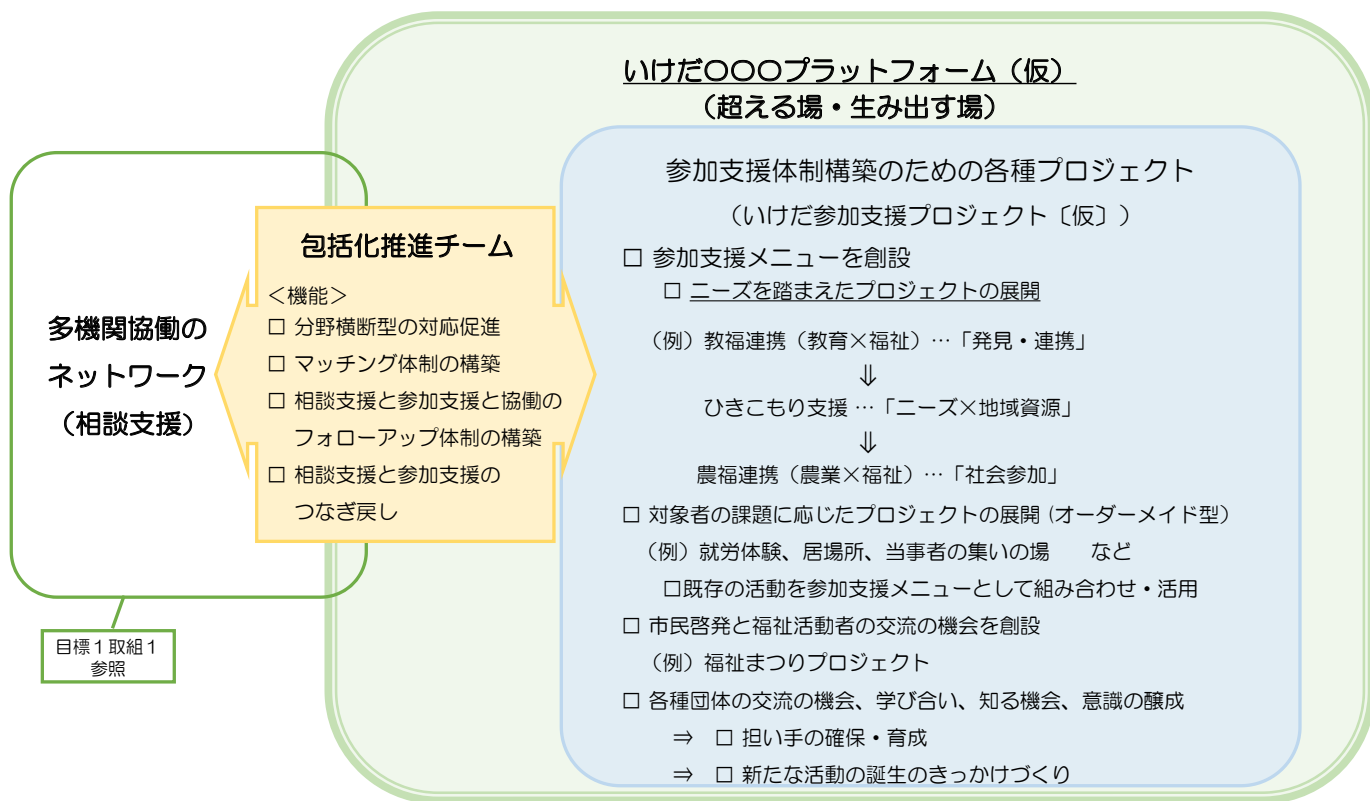 いけだ〇〇〇プラットフォーム（仮）
（超える場・生み出す場）
多機関協働の
ネットワーク
（相談支援）
目標１取組１
参照
包括化推進チーム
＜機能＞
□ 分野横断型の対応促進
□ マッチング体制の構築
□ 相談支援と参加支援と協働の
フォローアップ体制の構築
□ 相談支援と参加支援の
つなぎ戻し
参加支援体制構築のための各種プロジェクト
（いけだ参加支援プロジェクト〔仮〕）
□ 参加支援メニューを創設
□ ニーズを踏まえたプロジェクトの展開
（例）教福連携（教育×福祉）…「発見・連携」
⇓
ひきこもり支援 …「ニーズ×地域資源」
⇓
農福連携（農業×福祉）…「社会参加」
□ 対象者の課題に応じたプロジェクトの展開（オーダーメイド型）
（例）就労体験、居場所、当事者の集いの場　　など
□既存の活動を参加支援メニューとして組み合わせ・活用
□ 市民啓発と福祉活動者の交流の機会を創設
（例）福祉まつりプロジェクト
□ 各種団体の交流の機会、学び合い、知る機会、意識の醸成
⇒　□ 担い手の確保・育成
⇒　□ 新たな活動の誕生のきっかけづくり